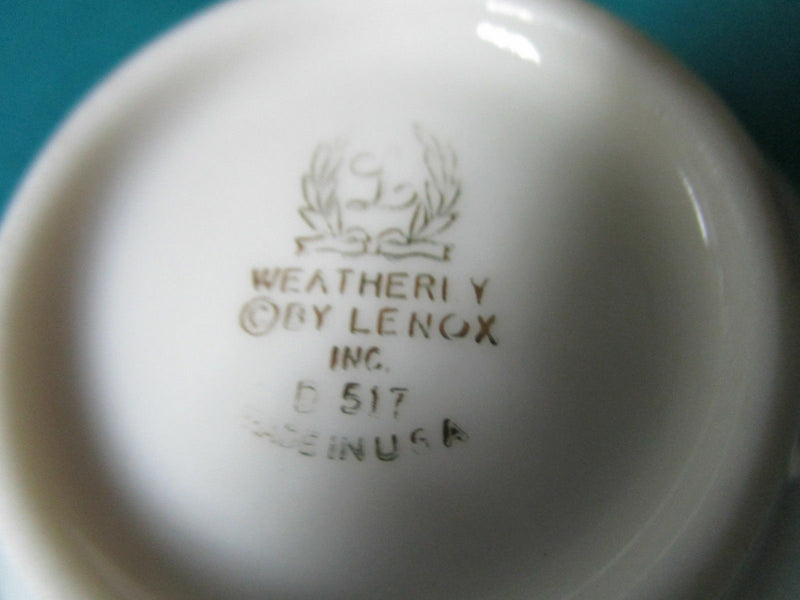 L
WEATHERLY
©BY LENOX
INC.
D 517
MADE IN USA